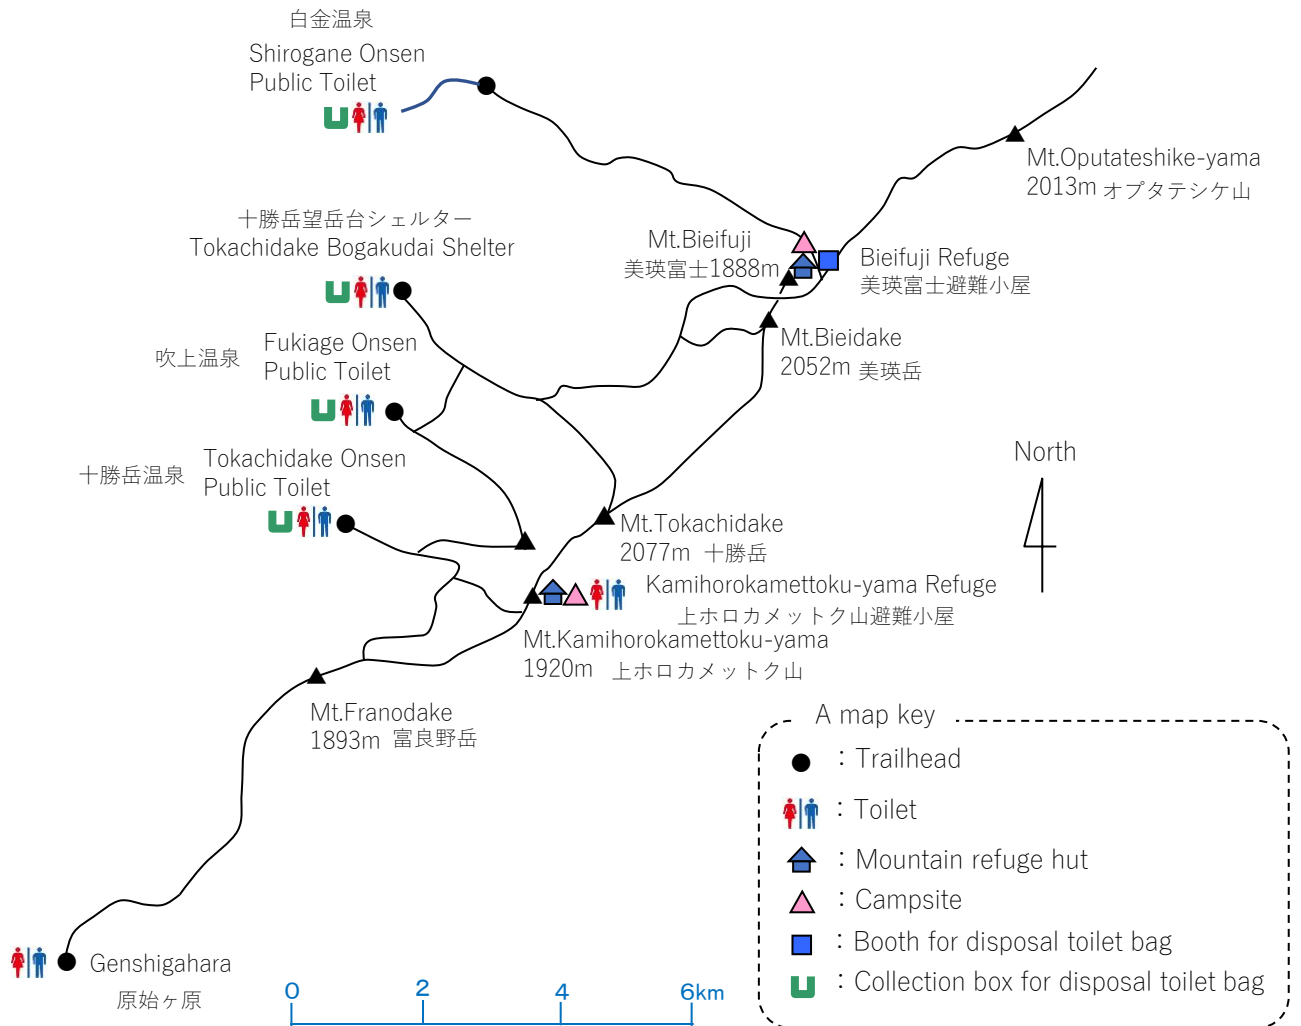 白金温泉
Shirogane Onsen
Public Toilet
Mt.Oputateshike-yama
2013m オプタテシケ山
十勝岳望岳台シェルター
Tokachidake Bogakudai Shelter
Mt.Bieifuji
美瑛富士1888m
Bieifuji Refuge
美瑛富士避難小屋
吹上温泉
Fukiage Onsen
Public Toilet
Mt.Bieidake
2052m 美瑛岳
十勝岳温泉
Tokachidake Onsen
Public Toilet
North
Mt.Tokachidake
2077m 十勝岳
Kamihorokamettoku-yama Refuge
上ホロカメットク山避難小屋
Mt.Kamihorokamettoku-yama
1920m 上ホロカメットク山
Mt.Franodake
1893m 富良野岳
A map key
：Trailhead
：Toilet
：Mountain refuge hut
：Campsite
：Booth for disposal toilet bag
：Collection box for disposal toilet bag
Genshigahara
原始ヶ原
0 2 4 6km